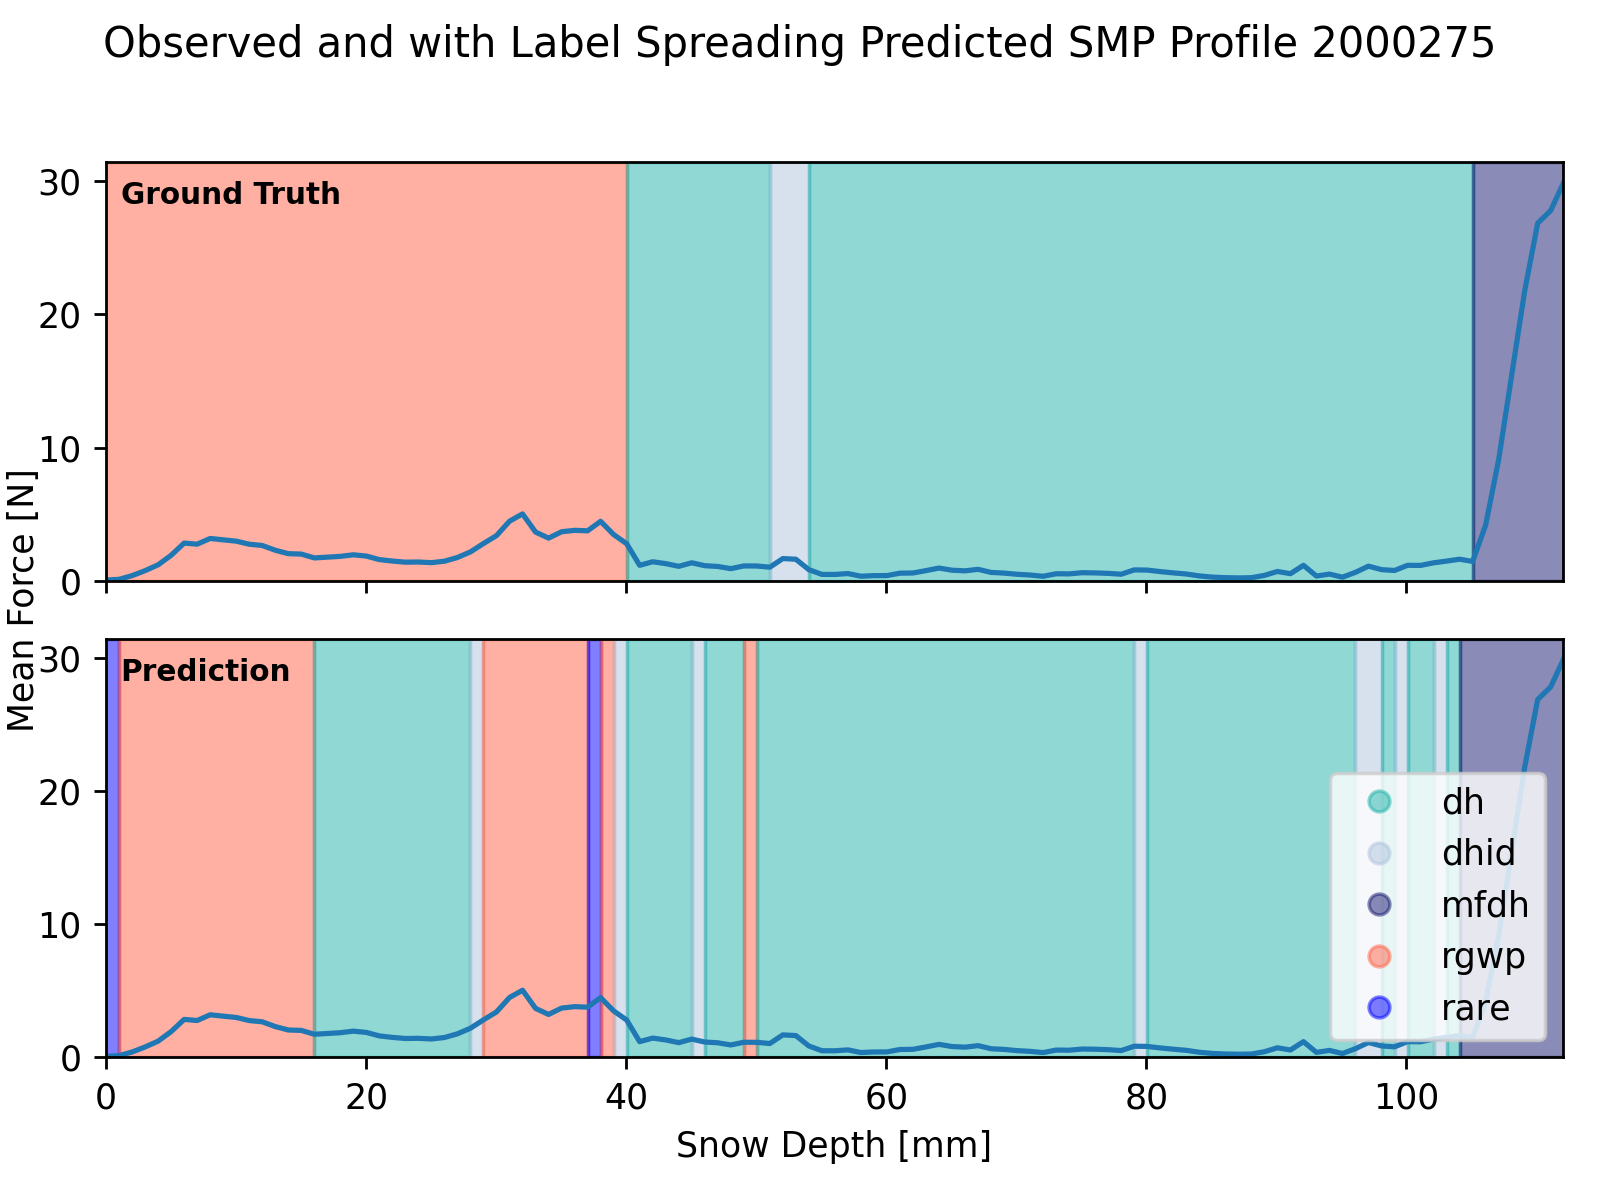 Observed and with Label Spreading Predicted SMP Profile 2000275
30
Ground Truth
20
10
0
Mean Force [N]
30
Prediction
20
10
0
dh
dhid
mfdh
rgwp
rare
0 20 40 60 80 100
Snow Depth [mm]